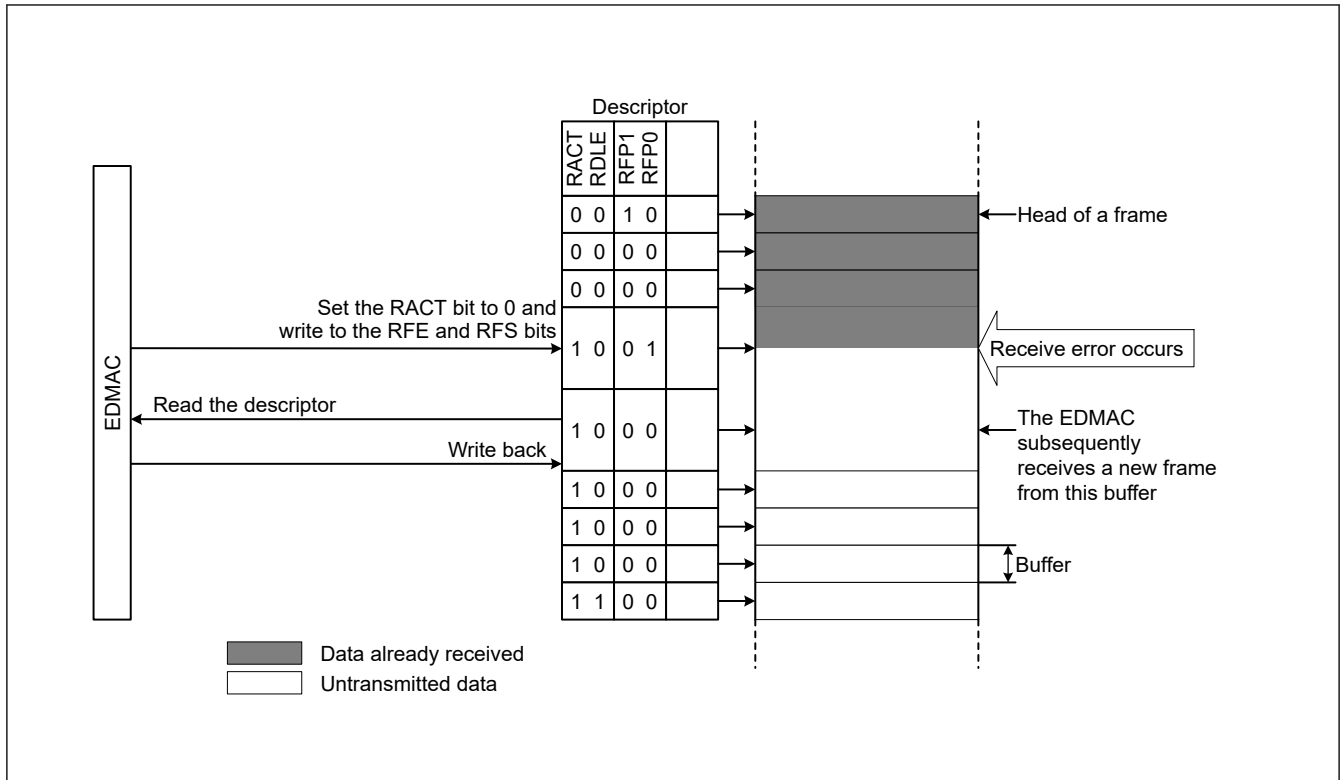 Descriptor
RACT
RDLE
RFP1
RFP0
0 0 1 0
Head of a frame
0 0 0 0
0 0 0 0
Set the RACT bit to 0 and
write to the RFE and RFS bits
1 0 0 1
Receive error occurs
EDMAC
Read the descriptor
1 0 0 0
Write back
The EDMAC
subsequently
receives a new frame
from this buffer
1 0 0 0
1 0 0 0
1 0 0 0
Buffer
1 1 0 0
Data already received
Untransmitted data